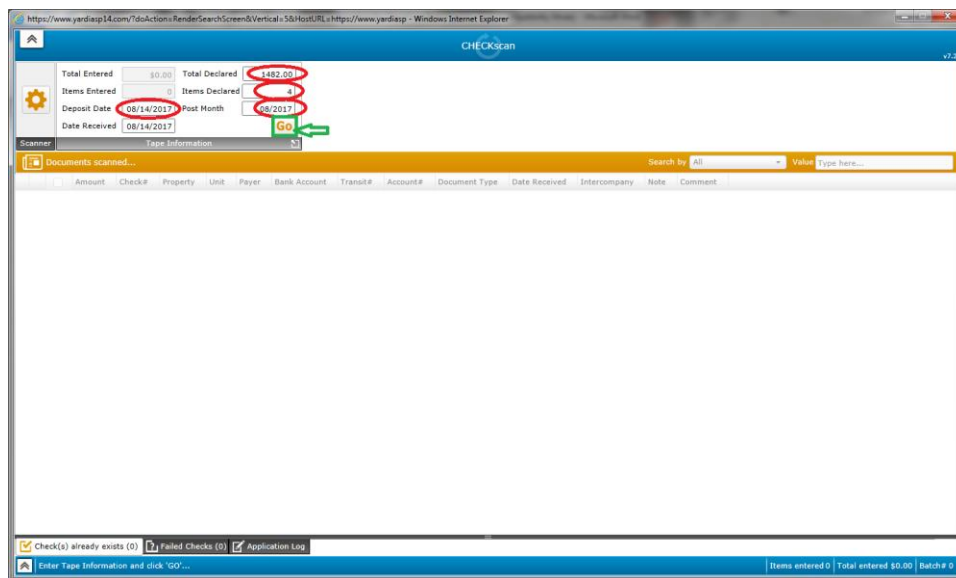 https://www.yardiasp14.com/?doAction=RenderSearchScreen&Vertical=5&HostURL=https://www.yardiasp - Windows Internet Explorer
CHECKscan
v7.
Total Entered $0.00 Total Declared 1482.00
Items Entered 0 Items Declared 4
Deposit Date 08/14/2017 Post Month 08/2017
Date Received 08/14/2017 Go
Scanner Tape Information
Documents scanned... Search by All Value Type here...
Amount Check# Property Unit Payer Bank Account Transit# Account# Document Type Date Received Intercompany Note Comment
Check(s) already exists (0) Failed Checks (0) Application Log
Enter Tape Information and click 'GO'... Items entered 0 Total entered $0.00 Batch# 0